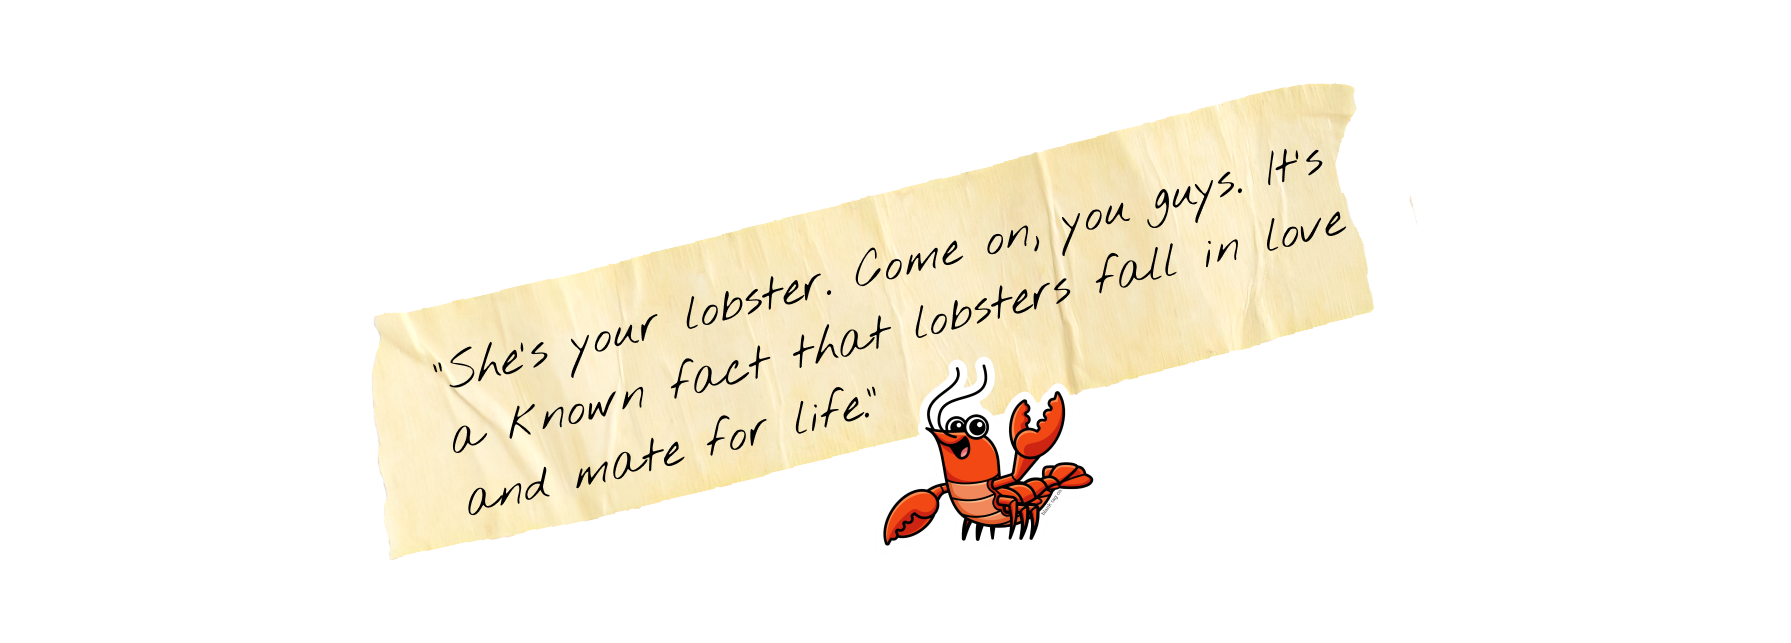 "She's your lobster. Come on, you guys. It's
a known fact that lobsters fall in love
and mate for life."